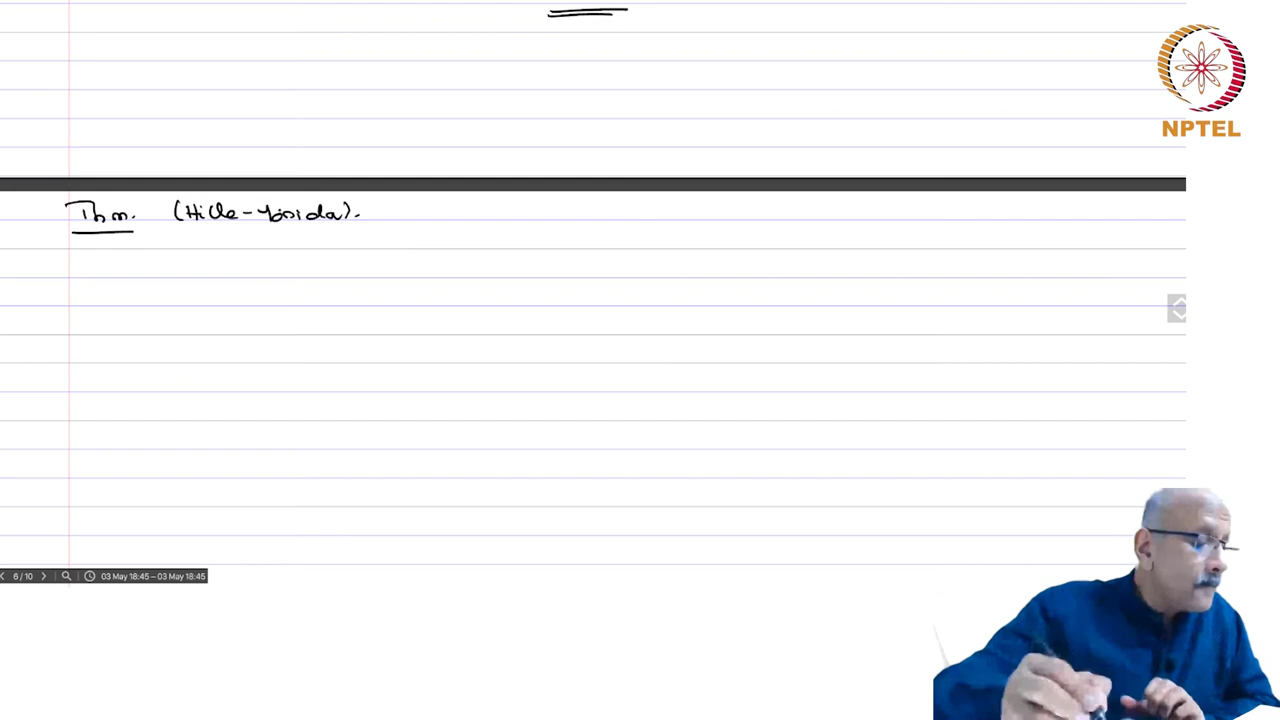 NPTEL
Thm. (Hille-Yosida).
6 / 10 03 May 18:45 – 03 May 18:45